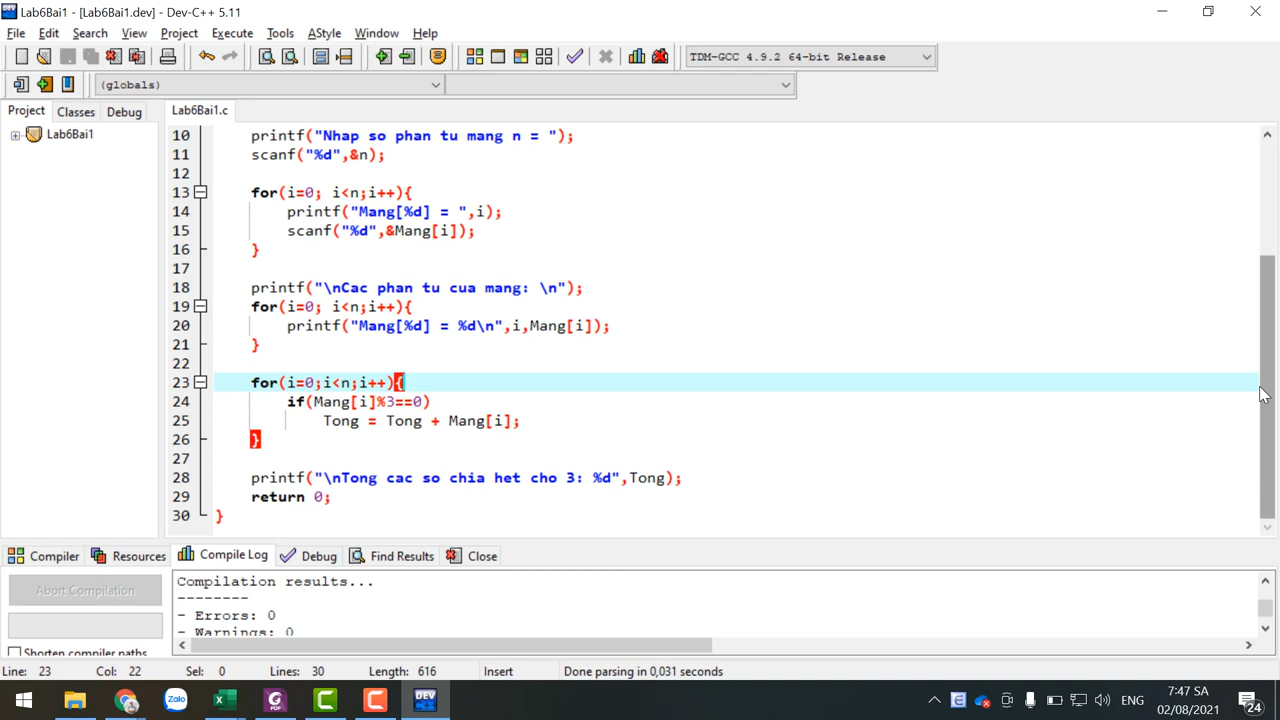 Lab6Bai1 - [Lab6Bai1.dev] - Dev-C++ 5.11
File Edit Search View Project Execute Tools AStyle Window Help
TDM-GCC 4.9.2 64-bit Release
(globals)
Project Classes Debug Lab6Bai1.c
Lab6Bai1
10 printf("Nhap so phan tu mang n = ");
11 scanf("%d",&n);
12
13 for(i=0; i<n;i++){
14 printf("Mang[%d] = ",i);
15 scanf("%d",&Mang[i]);
16 }
17
18 printf("\nCac phan tu cua mang: \n");
19 for(i=0; i<n;i++){
20 printf("Mang[%d] = %d\n",i,Mang[i]);
21 }
22
23 for(i=0;i<n;i++){
24 if(Mang[i]%3==0)
25 Tong = Tong + Mang[i];
26 }
27
28 printf("\nTong cac so chia het cho 3: %d",Tong);
29 return 0;
30 }
Compiler Resources Compile Log Debug Find Results Close
Abort Compilation
Shorten compiler paths
Compilation results...
--------
- Errors: 0
- Warnings: 0
Line: 23 Col: 22 Sel: 0 Lines: 30 Length: 616 Insert Done parsing in 0,031 seconds
Zalo
PDF
DEV
ENG
7:47 SA
02/08/2021
24